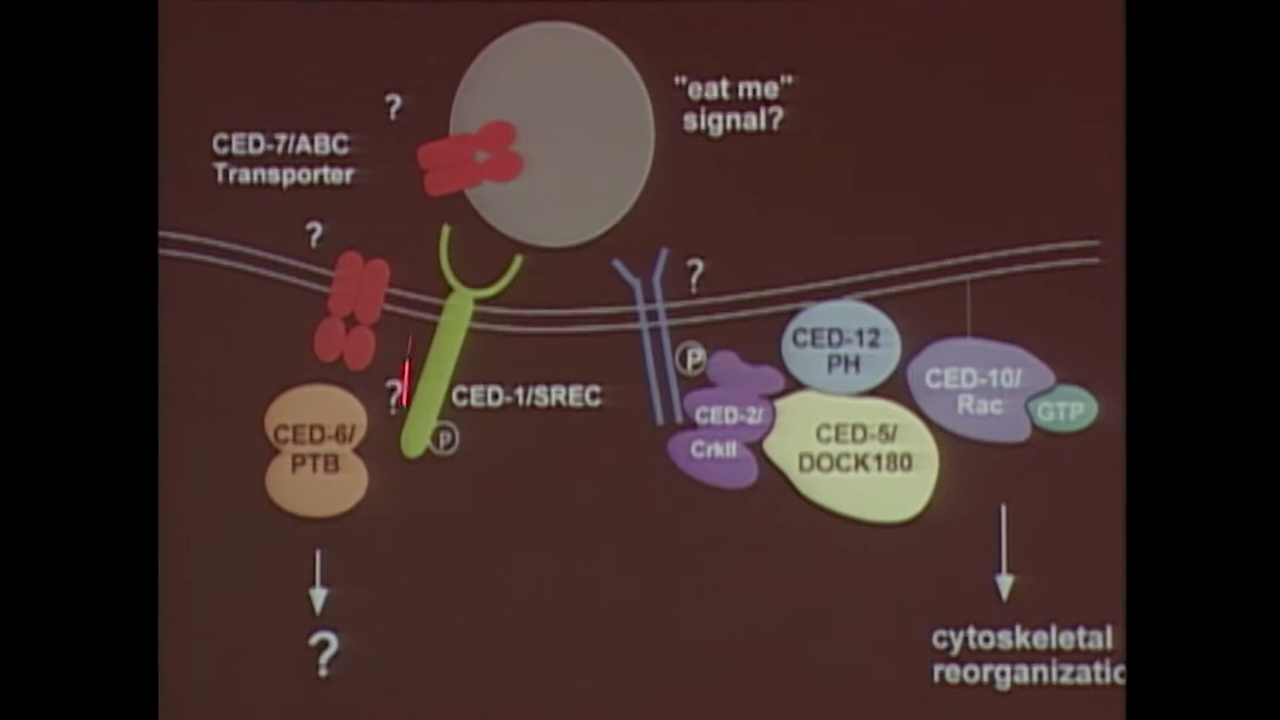 "eat me"
signal?
?
CED-7/ABC
Transporter
?
?
P
CED-12
PH
CED-10/
Rac
GTP
?
CED-1/SREC
P
CED-2/
CrkII
CED-5/
DOCK180
CED-6/
PTB
?
cytoskeletal
reorganizatio